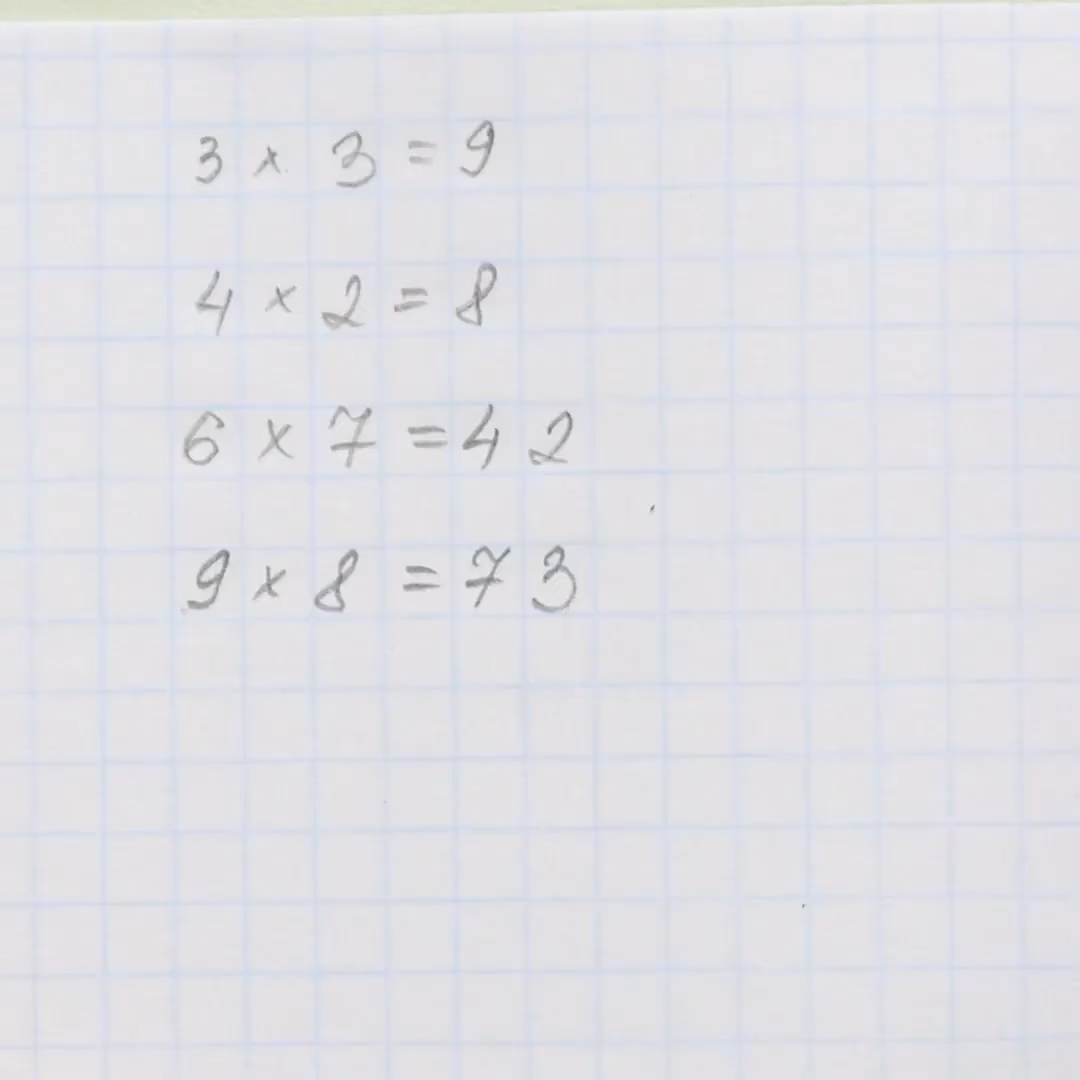 3 × 3 = 9
4 × 2 = 8
6 × 7 = 42
9 × 8 = 73